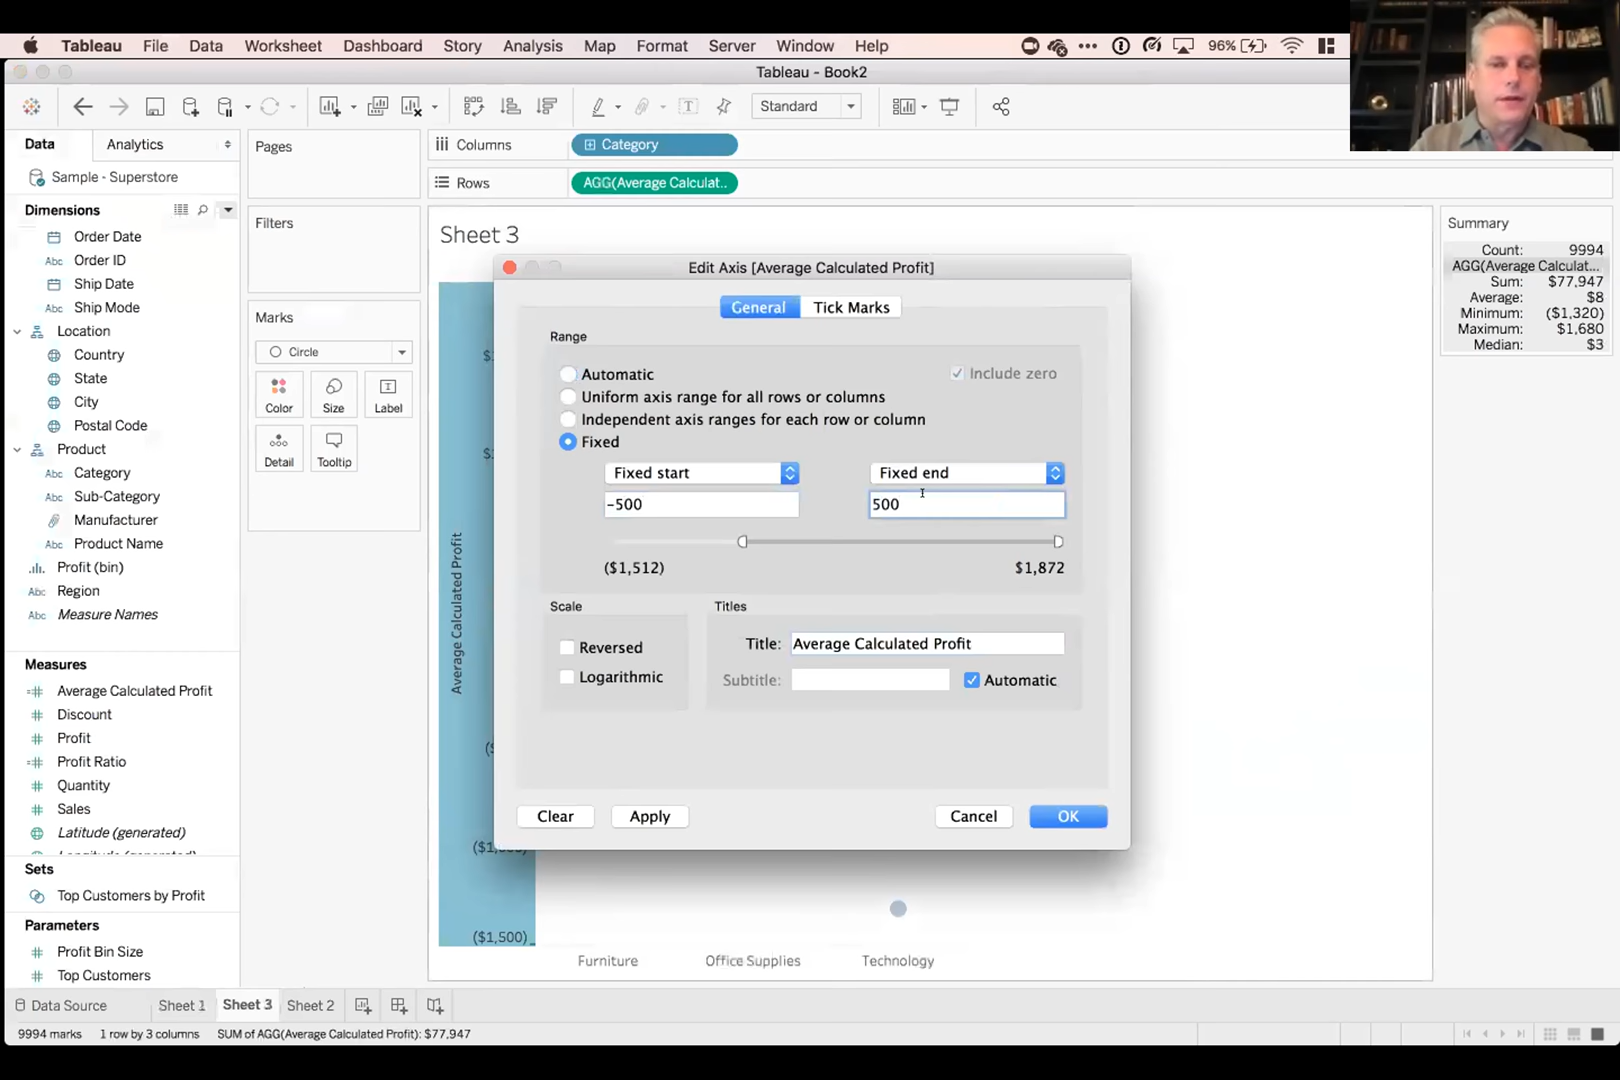 Tableau File Data Worksheet Dashboard Story Analysis Map Format Server Window Help 96%
Tableau - Book2
Standard
Data Analytics
Sample - Superstore
Dimensions
Order Date
Abc Order ID
Ship Date
Abc Ship Mode
Location
Country
State
City
Postal Code
Product
Abc Category
Abc Sub-Category
Manufacturer
Abc Product Name
Profit (bin)
Abc Region
Abc Measure Names
Measures
Average Calculated Profit
Discount
Profit
Profit Ratio
Quantity
Sales
Latitude (generated)
Longitude (generated)
Sets
Top Customers by Profit
Parameters
Profit Bin Size
Top Customers
Pages
Filters
Marks
Circle
Color Size Label
Detail Tooltip
Columns Category
Rows AGG(Average Calculat..
Sheet 3
Average Calculated Profit
($1,500)
Furniture Office Supplies Technology
Edit Axis [Average Calculated Profit]
General Tick Marks
Range
Automatic Include zero
Uniform axis range for all rows or columns
Independent axis ranges for each row or column
Fixed
Fixed start Fixed end
-500 500
($1,512) $1,872
Scale Titles
Reversed Title: Average Calculated Profit
Logarithmic Subtitle: Automatic
Clear Apply Cancel OK
Summary
Count: 9994
AGG(Average Calculat...
Sum: $77,947
Average: $8
Minimum: ($1,320)
Maximum: $1,680
Median: $3
Data Source Sheet 1 Sheet 3 Sheet 2
9994 marks 1 row by 3 columns SUM of AGG(Average Calculated Profit): $77,947